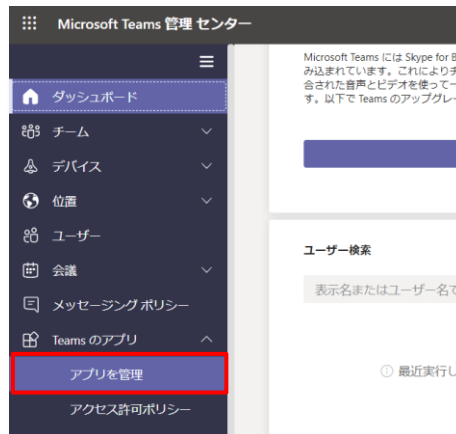 Microsoft Teams 管理 センター
ダッシュボード
チーム
デバイス
位置
ユーザー
会議
メッセージング ポリシー
Teams のアプリ
アプリを管理
アクセス許可ポリシー
Microsoft Teams には Skype for B
み込まれています。これによりチ
合された音声とビデオを使って一
す。以下で Teams のアップグレー
ユーザー検索
表示名またはユーザー名で
最近実行し